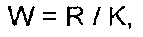 W = R / K,